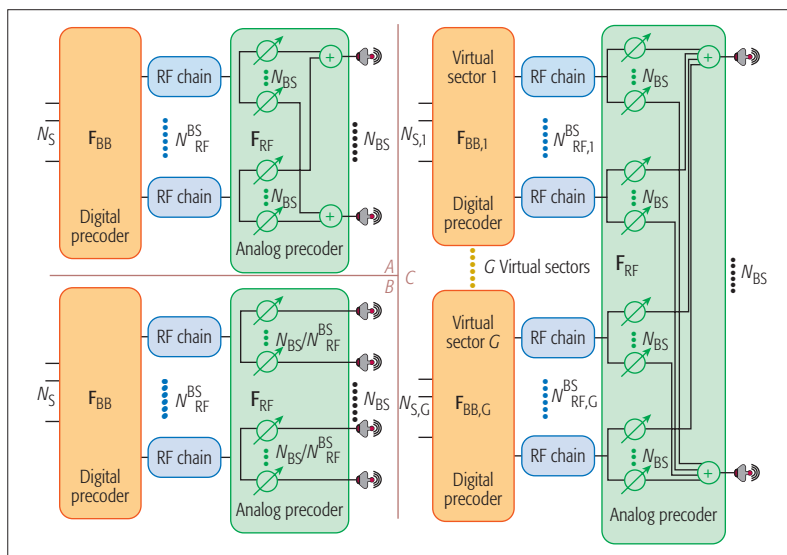 RF chain
N_BS
N_S
F_BB
N^BS_RF
F_RF
N_BS
N_BS
RF chain
Digital
precoder
Analog precoder
A
B
C
RF chain
N_BS/N^BS_RF
N_S
F_BB
N^BS_RF
F_RF
N_BS
N_BS/N^BS_RF
RF chain
Digital
precoder
Analog precoder
Virtual
sector 1
RF chain
N_BS
N_S,1
F_BB,1
N^BS_RF,1
N_BS
RF chain
Digital
precoder
G Virtual sectors
F_RF
N_BS
Virtual
sector G
RF chain
N_BS
N_S,G
F_BB,G
N^BS_RF,G
N_BS
RF chain
Digital
precoder
Analog precoder